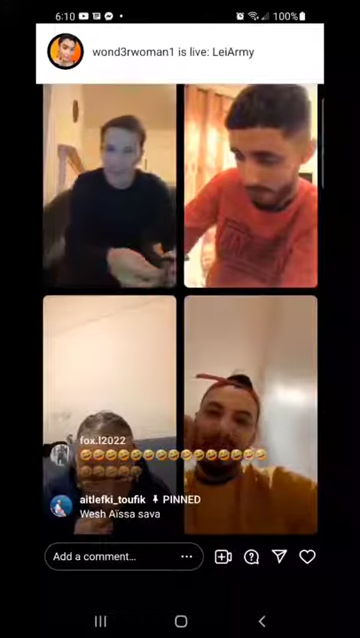 6:10
100%
wond3rwoman1 is live: LeiArmy
fox.l2022
🤣🤣🤣🤣🤣🤣🤣🤣🤣🤣🤣🤣🤣🤣🤣
🤣🤣🤣🤣🤣
aitlefki_toufik PINNED
Wesh Aïssa sava
Add a comment...